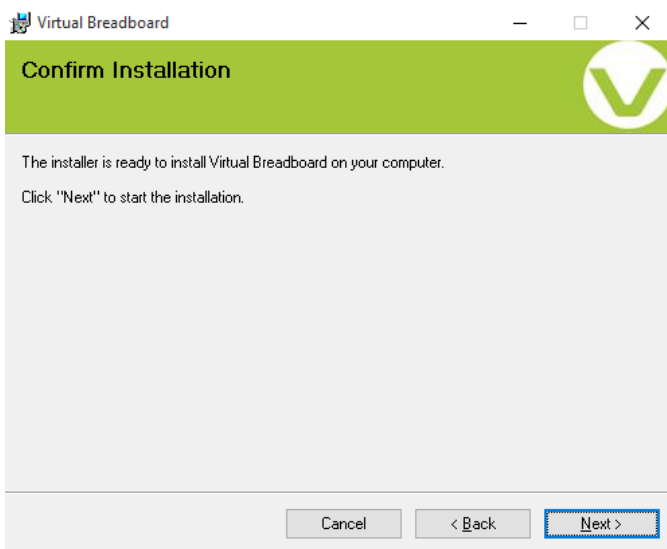 Virtual Breadboard
Confirm Installation
The installer is ready to install Virtual Breadboard on your computer.
Click "Next" to start the installation.
Cancel
< Back
Next >